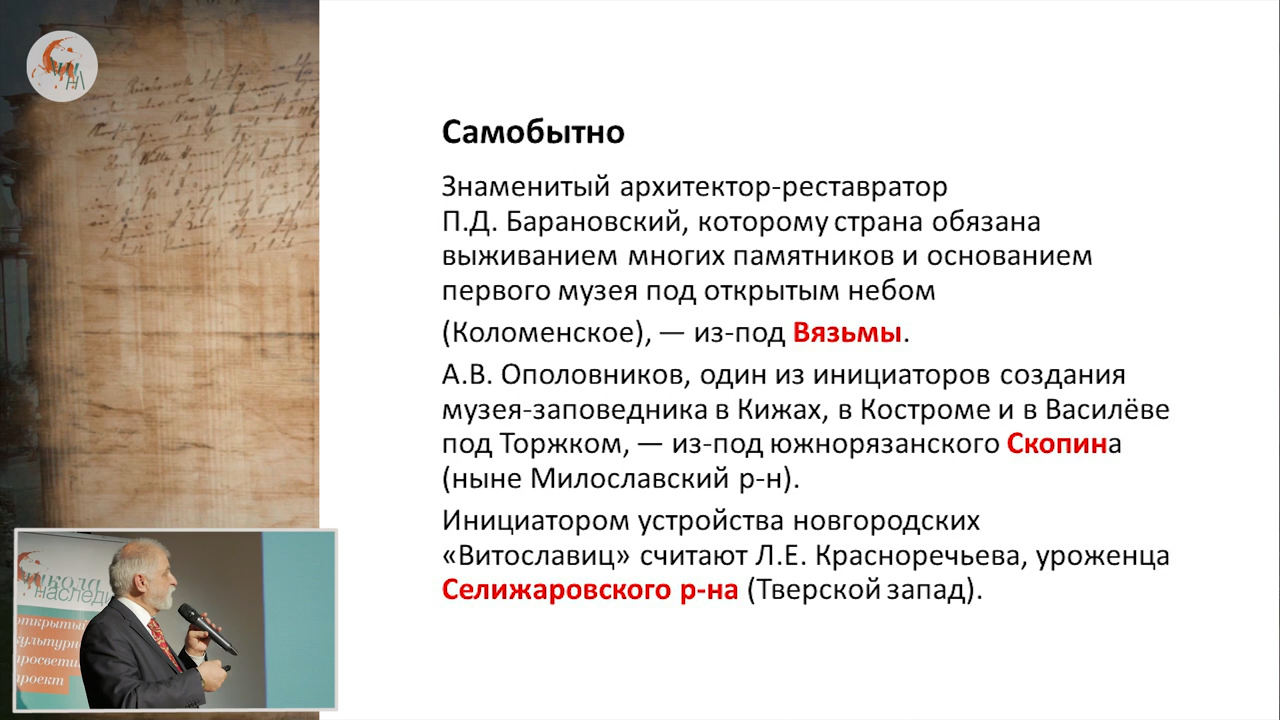 Самобытно
Знаменитый архитектор-реставратор
П.Д. Барановский, которому страна обязана
выживанием многих памятников и основанием
первого музея под открытым небом
(Коломенское), — из-под Вязьмы.
А.В. Ополовников, один из инициаторов создания
музея-заповедника в Кижах, в Костроме и в Василёве
под Торжком, — из-под южнорязанского Скопина
(ныне Милославский р-н).
Инициатором устройства новгородских
«Витославиц» считают Л.Е. Красноречьева, уроженца
Селижаровского р-на (Тверской запад).